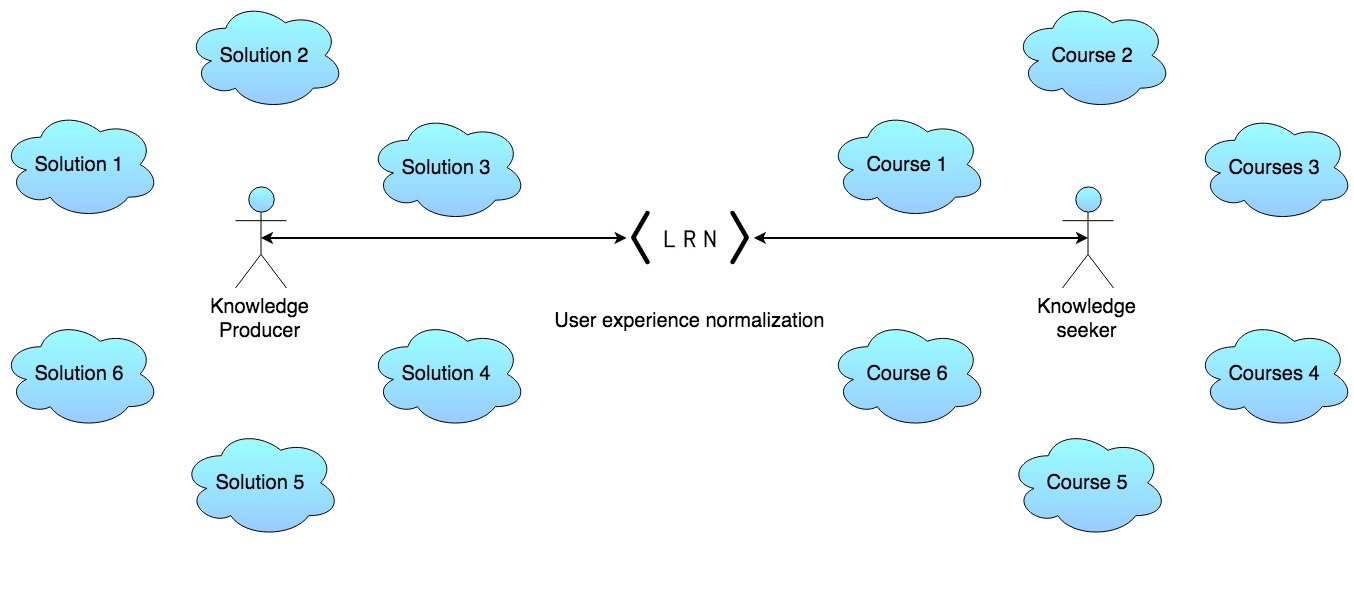 Solution 2
Course 2
Solution 1
Solution 3
Course 1
Courses 3
L R N
Knowledge
Producer
User experience normalization
Knowledge
seeker
Solution 6
Solution 4
Course 6
Courses 4
Solution 5
Course 5